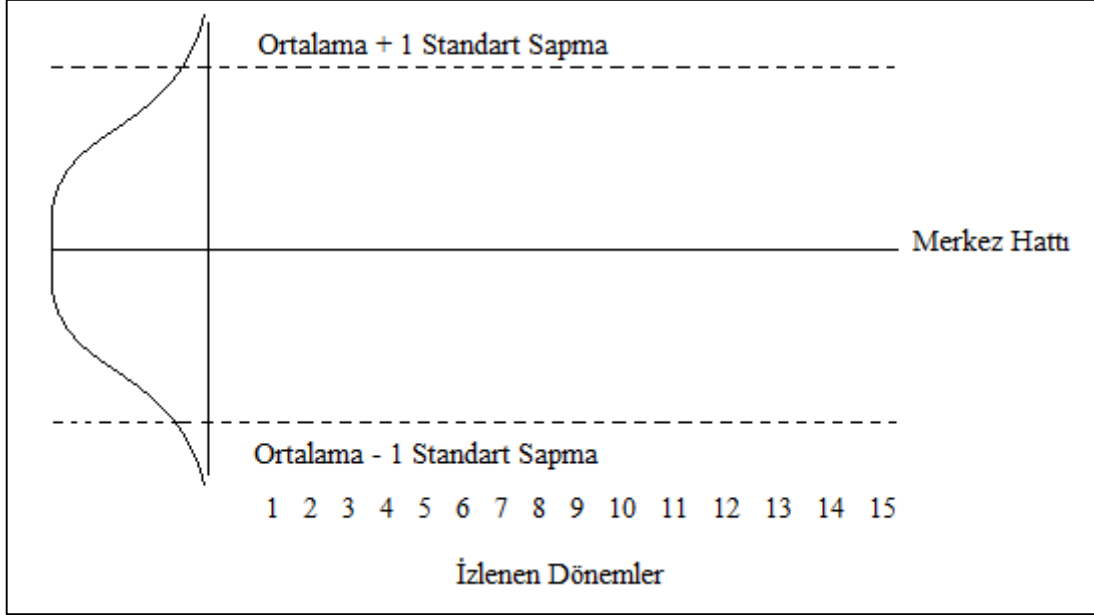 Ortalama + 1 Standart Sapma
Merkez Hattı
Ortalama - 1 Standart Sapma
1 2 3 4 5 6 7 8 9 10 11 12 13 14 15
İzlenen Dönemler